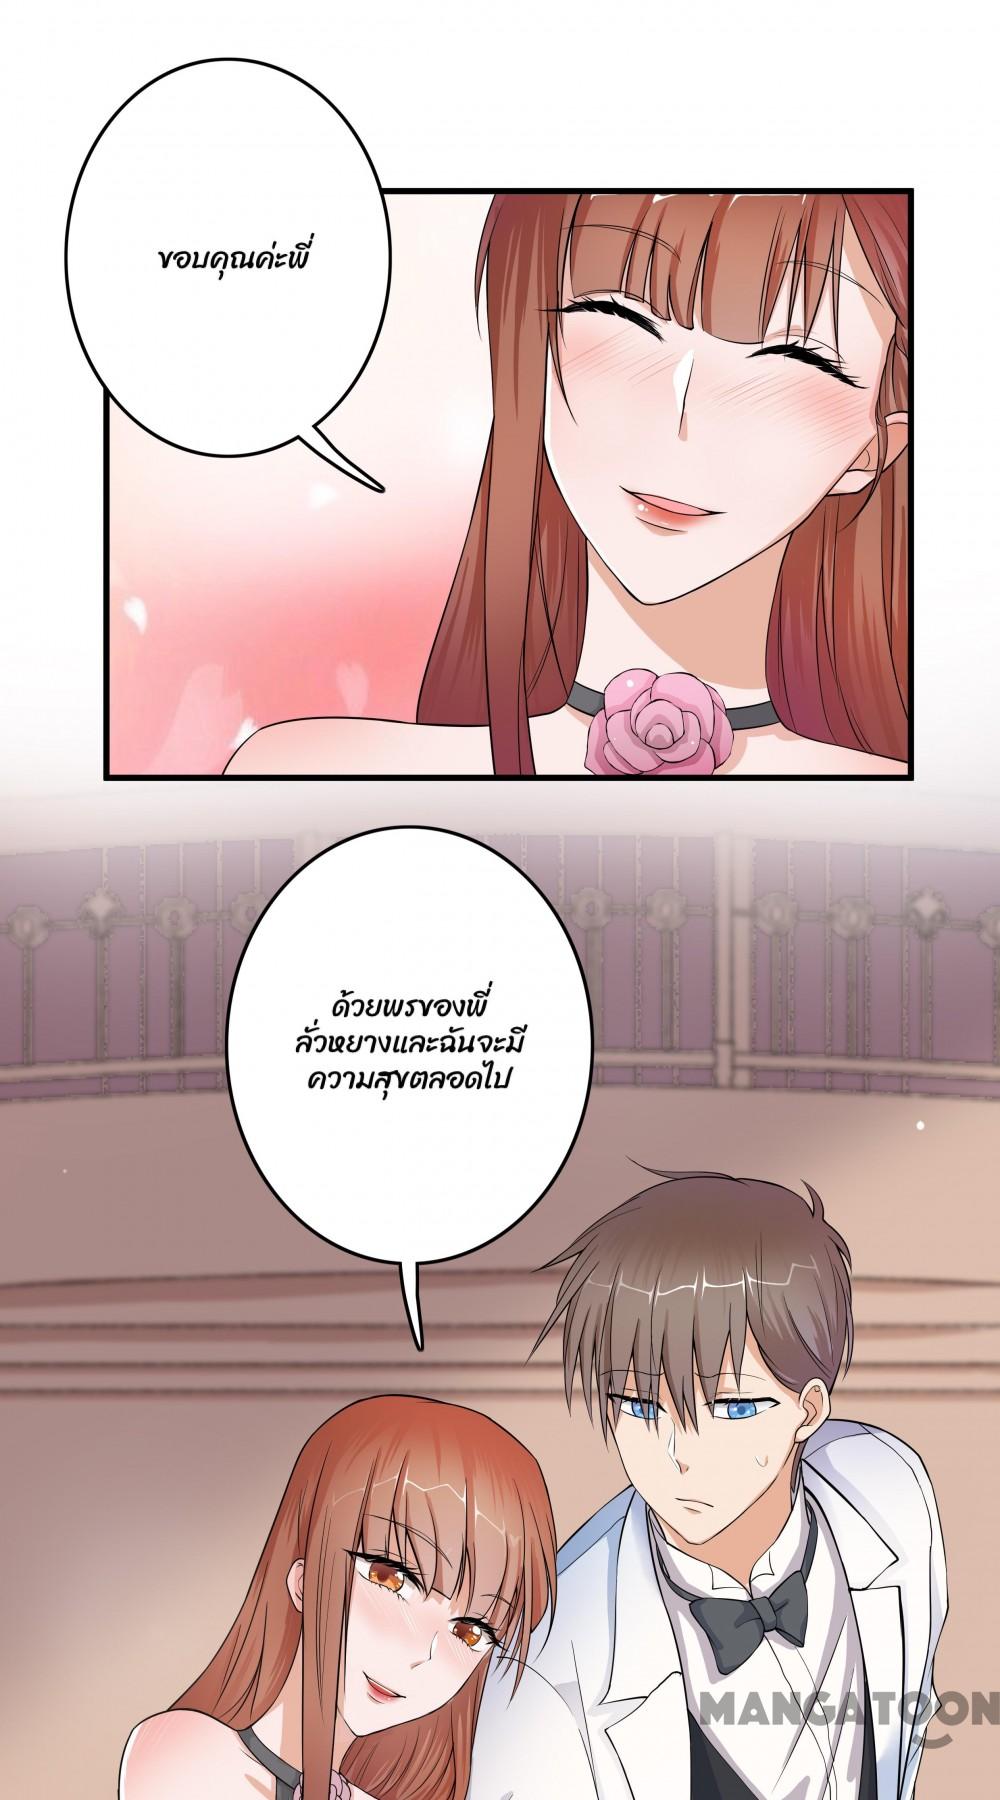 ขอบคุณค่ะพี่
ด้วยพรของพี่
ลั่วหยางและฉันจะมี
ความสุขตลอดไป
MANGATOON